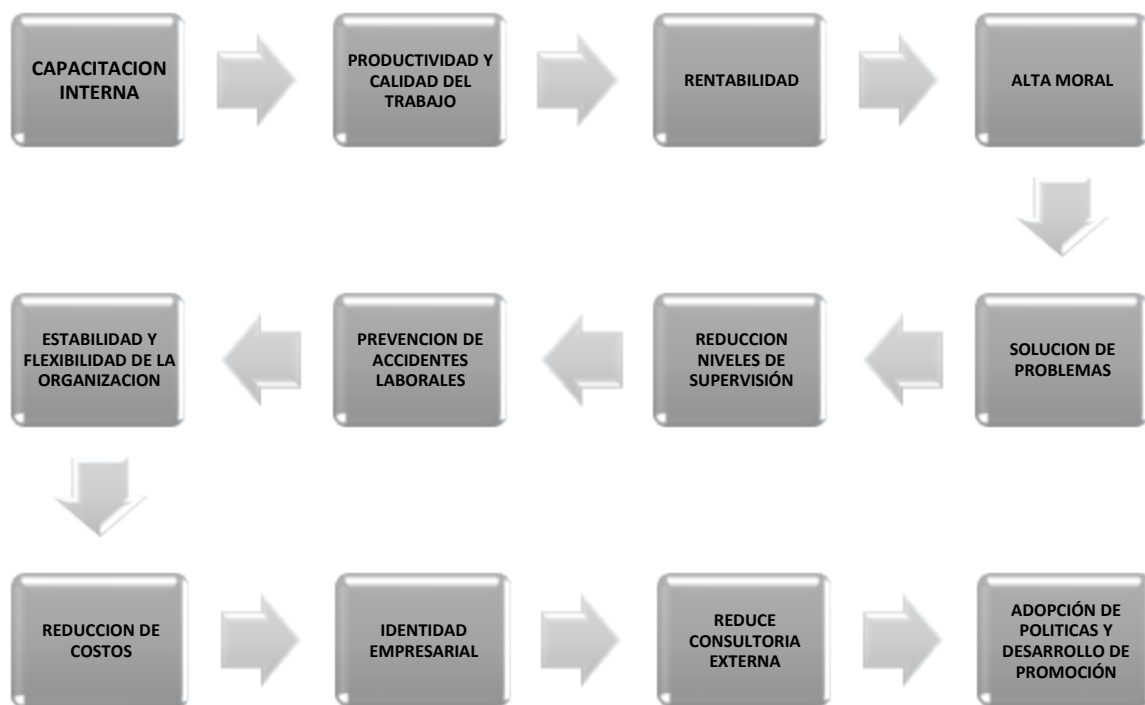 CAPACITACION
INTERNA
PRODUCTIVIDAD Y
CALIDAD DEL
TRABAJO
RENTABILIDAD
ALTA MORAL
SOLUCION DE
PROBLEMAS
REDUCCION
NIVELES DE
SUPERVISIÓN
PREVENCION DE
ACCIDENTES
LABORALES
ESTABILIDAD Y
FLEXIBILIDAD DE LA
ORGANIZACION
REDUCCION DE
COSTOS
IDENTIDAD
EMPRESARIAL
REDUCE
CONSULTORIA
EXTERNA
ADOPCIÓN DE
POLITICAS Y
DESARROLLO DE
PROMOCIÓN